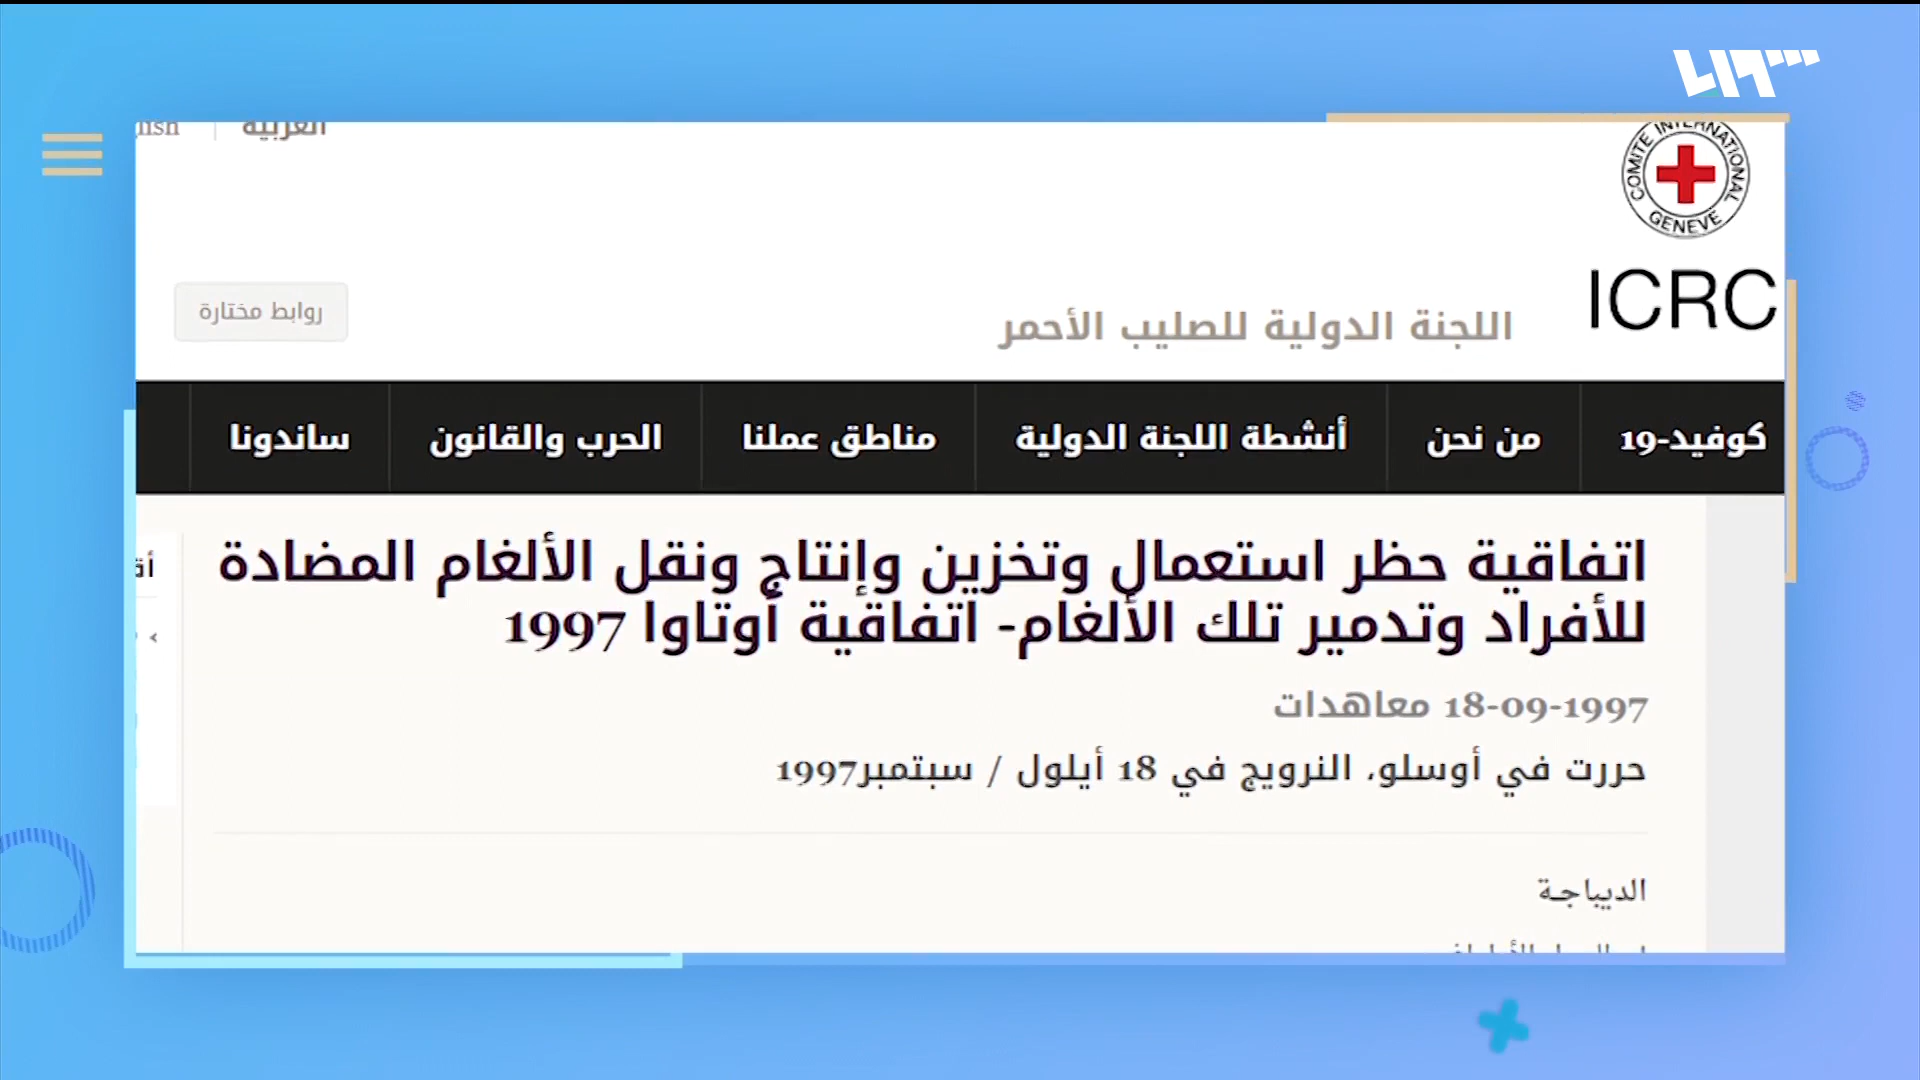 العربية
COMITE INTERNATIONAL GENEVE
ICRC
اللجنة الدولية للصليب الأحمر
روابط مختارة
كوفيد-19
من نحن
أنشطة اللجنة الدولية
مناطق عملنا
الحرب والقانون
ساندونا
اتفاقية حظر استعمال وتخزين وإنتاج ونقل الألغام المضادة
للأفراد وتدمير تلك الألغام- اتفاقية أوتاوا 1997
18-09-1997 معاهدات
حررت في أوسلو، النرويج في 18 أيلول / سبتمبر1997
الديباجـة